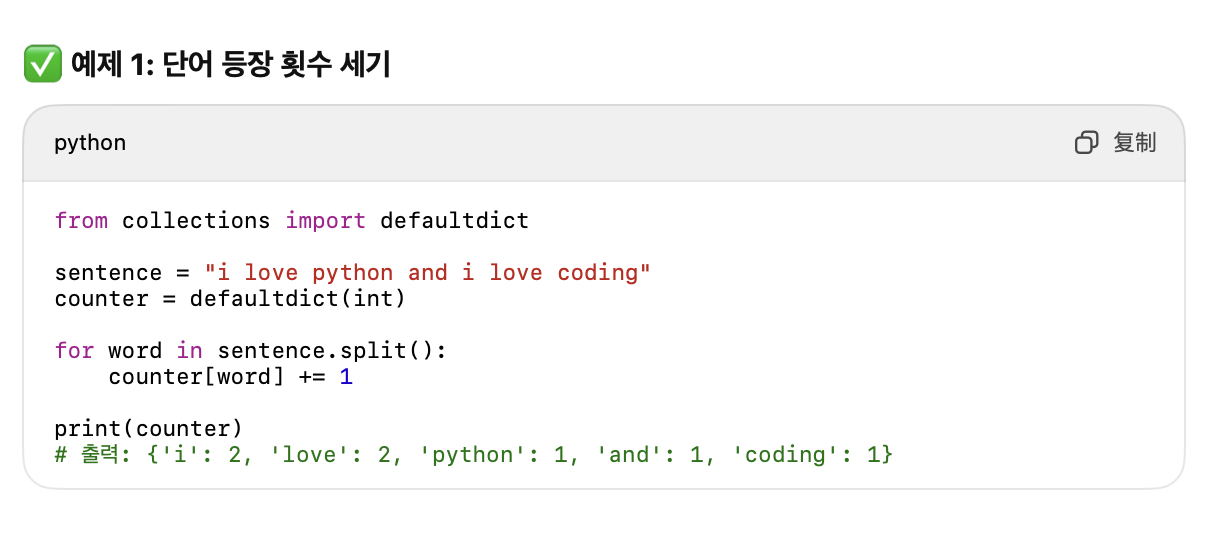 ✅ 예제 1: 단어 등장 횟수 세기
python
复制
from collections import defaultdict
sentence = "i love python and i love coding"
counter = defaultdict(int)
for word in sentence.split():
    counter[word] += 1
print(counter)
# 출력: {'i': 2, 'love': 2, 'python': 1, 'and': 1, 'coding': 1}